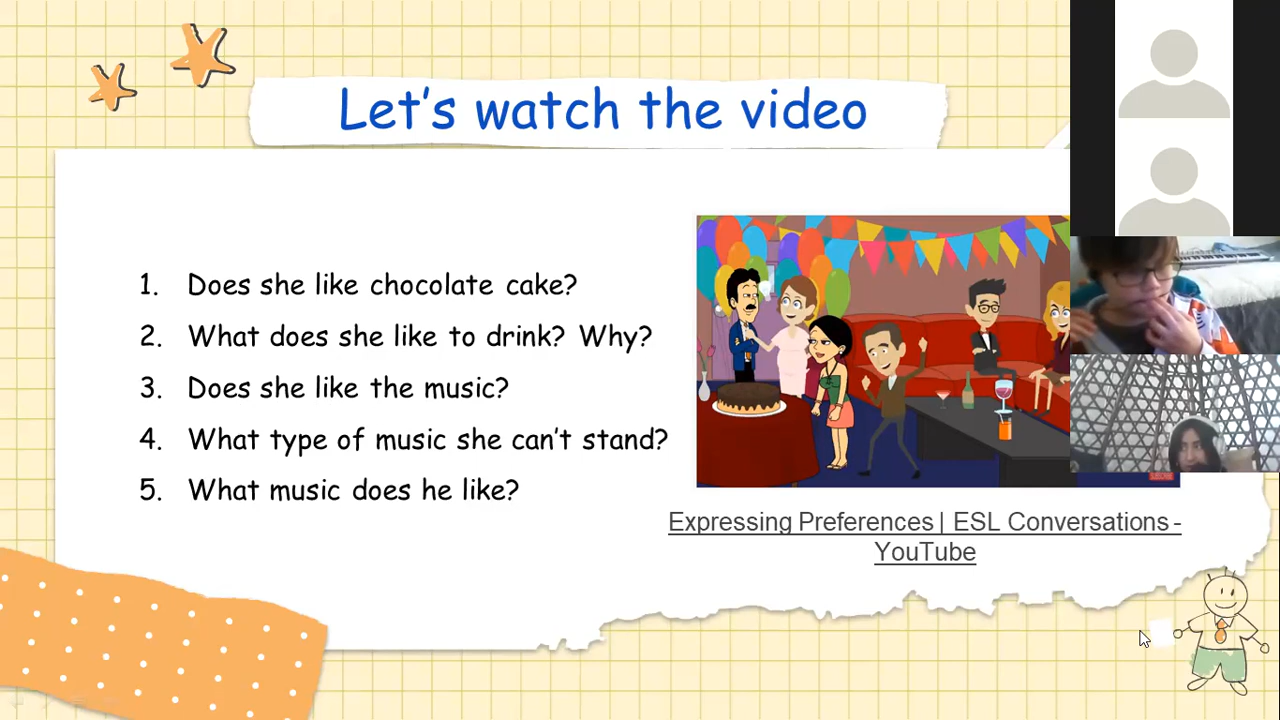 Let's watch the video
1. Does she like chocolate cake?
2. What does she like to drink? Why?
3. Does she like the music?
4. What type of music she can't stand?
5. What music does he like?
Expressing Preferences | ESL Conversations -
YouTube